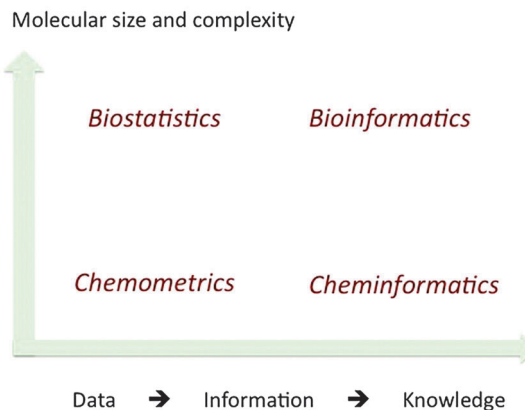 Molecular size and complexity
Biostatistics Bioinformatics
Chemometrics Cheminformatics
Data ➔ Information ➔ Knowledge